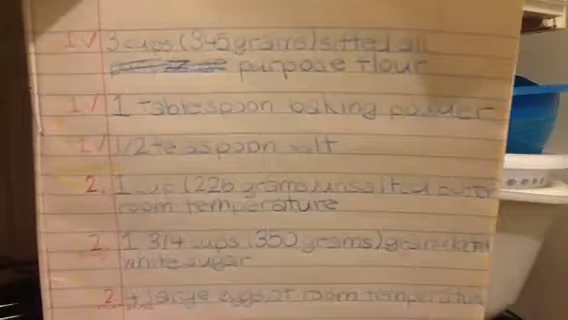 1√ 3 cups (345 grams) sifted all
purpose flour
1√ 1 Tablespoon baking powder
1√ 1/2 teaspoon salt
2. 1 cup (226 grams) unsalted butter
room temperature
2. 1 3/4 cups (350 grams)
white sugar
2. 4 large eggs at room temperature